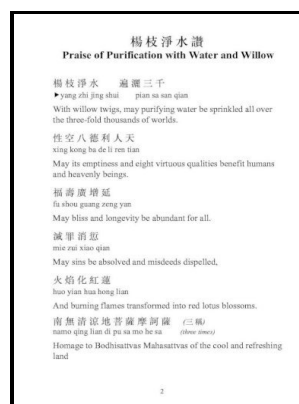 楊枝淨水讚
Praise of Purification with Water and Willow
楊枝淨水 遍灑三千
►yang zhi jing shui pian sa san qian
With willow twigs, may purifying water be sprinkled all over
the three-fold thousands of worlds.
性空八德利人天
xing kong ba de li ren tian
May its emptiness and eight virtuous qualities benefit humans
and heavenly beings.
福壽廣增延
fu shou guang zeng yan
May bliss and longevity be abundant for all.
滅罪消愆
mie zui xiao qian
May sins be absolved and misdeeds dispelled,
火焰化紅蓮
huo yian hua hong lian
And burning flames transformed into red lotus blossoms.
南無清涼地菩薩摩訶薩 (三稱)
namo qing lian di pu sa mo he sa (three times)
Homage to Bodhisattvas Mahasattvas of the cool and refreshing
land
2